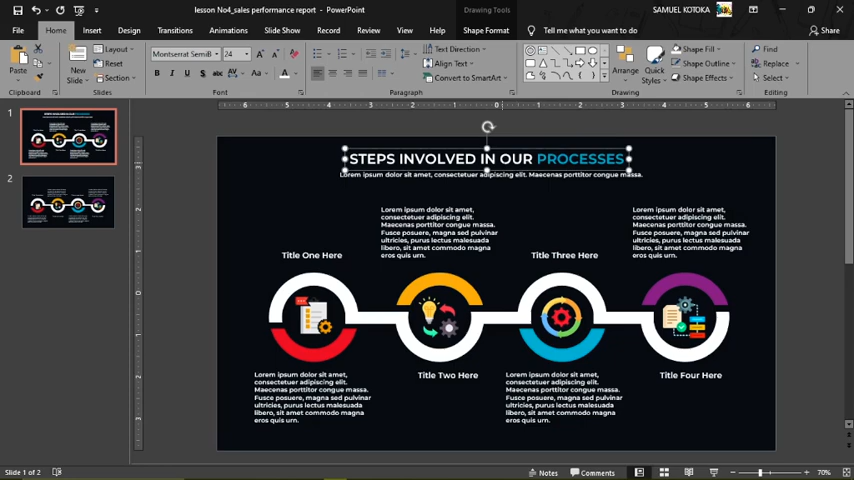 lesson No4_sales performance report - PowerPoint
Drawing Tools
SAMUEL KOTOKA
File Home Insert Design Transitions Animations Slide Show Record Review View Help Shape Format Tell me what you want to do Share
Paste
New
Slide
Layout
Reset
Section
Montserrat SemiBold 24
Text Direction
Align Text
Convert to SmartArt
Arrange
Quick
Styles
Shape Fill
Shape Outline
Shape Effects
Find
Replace
Select
Clipboard Slides Font Paragraph Drawing Editing
1
2
STEPS INVOLVED IN OUR PROCESSES
Lorem ipsum dolor sit amet, consectetuer adipiscing elit. Maecenas porttitor congue massa.
Lorem ipsum dolor sit amet,
consectetuer adipiscing elit.
Maecenas porttitor congue massa.
Fusce posuere, magna sed pulvinar
ultricies, purus lectus malesuada
libero, sit amet commodo magna
eros quis urn.
Lorem ipsum dolor sit amet,
consectetuer adipiscing elit.
Maecenas porttitor congue massa.
Fusce posuere, magna sed pulvinar
ultricies, purus lectus malesuada
libero, sit amet commodo magna
eros quis urn.
Title One Here
Title Three Here
Title Two Here
Title Four Here
Lorem ipsum dolor sit amet,
consectetuer adipiscing elit.
Maecenas porttitor congue massa.
Fusce posuere, magna sed pulvinar
ultricies, purus lectus malesuada
libero, sit amet commodo magna
eros quis urn.
Lorem ipsum dolor sit amet,
consectetuer adipiscing elit.
Maecenas porttitor congue massa.
Fusce posuere, magna sed pulvinar
ultricies, purus lectus malesuada
libero, sit amet commodo magna
eros quis urn.
Slide 1 of 2
Notes
Comments
70%